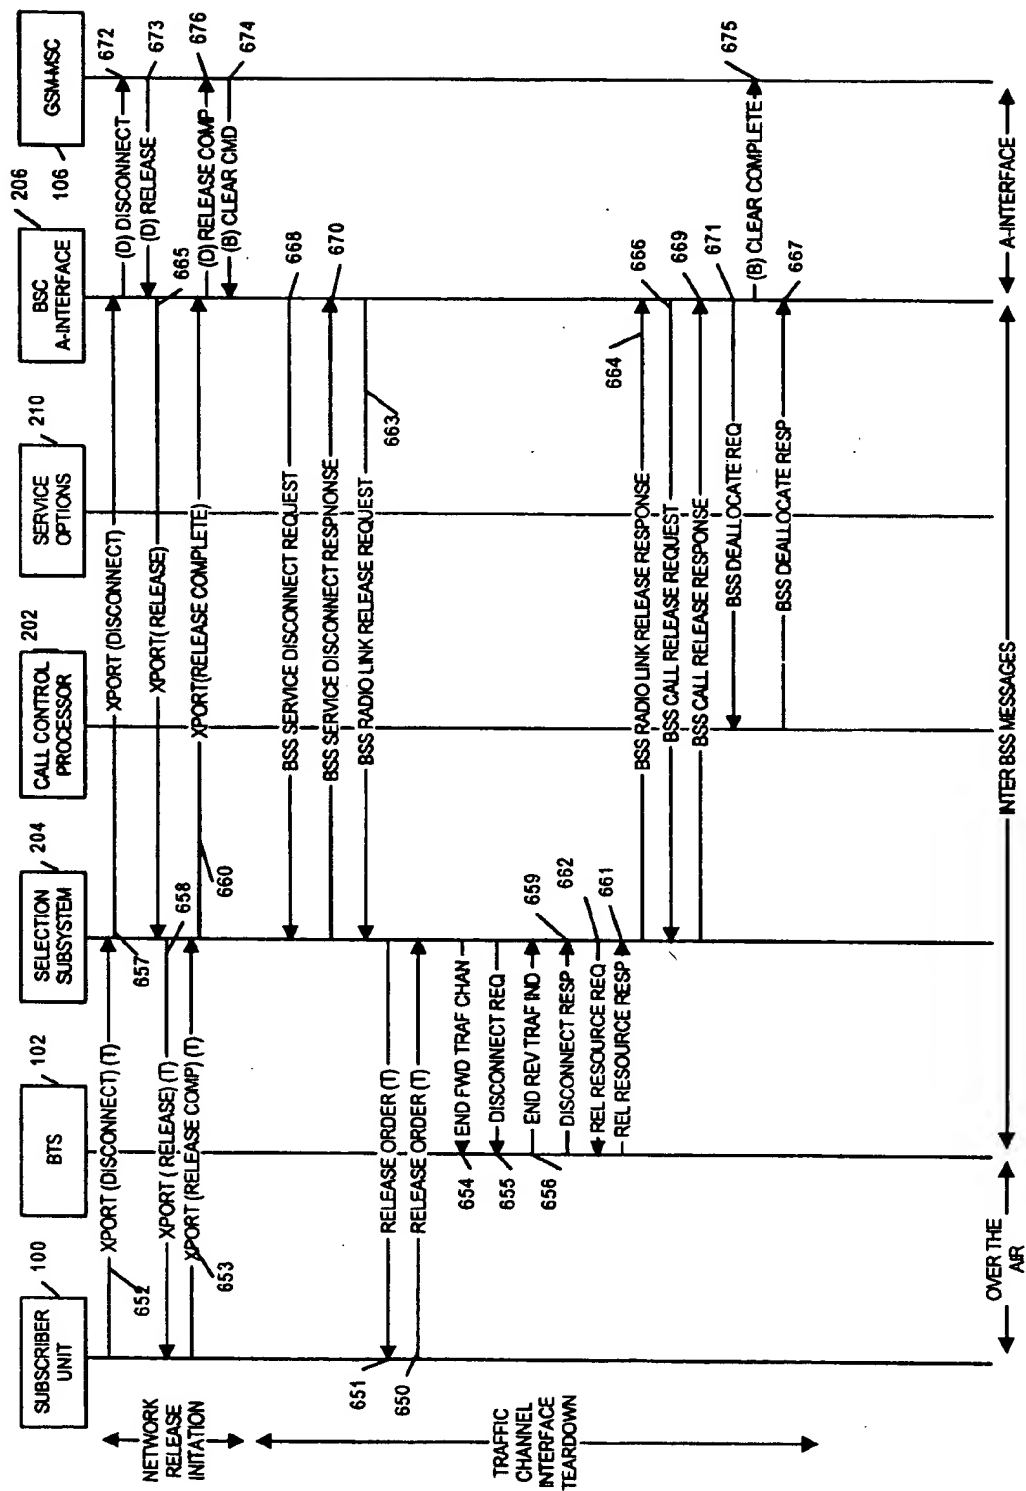 SUBSCRIBER
UNIT
100
BTS
102
SELECTION
SUBSYSTEM
204
CALL CONTROL
PROCESSOR
202
SERVICE
OPTIONS
210
BSC
A-INTERFACE
206
GSM-MSC
106
NETWORK
RELEASE
INITATION
XPORT (DISCONNECT) (T)
652
657
XPORT (DISCONNECT)
(D) DISCONNECT
672
(D) RELEASE
673
665
XPORT( RELEASE)
658
XPORT ( RELEASE) (T)
XPORT (RELEASE COMP) (T)
653
660
XPORT(RELEASE COMPLETE)
(D) RELEASE COMP
676
(B) CLEAR CMD
674
TRAFFIC
CHANNEL
INTERFACE
TEARDOWN
BSS SERVICE DISCONNECT REQUEST
668
BSS SERVICE DISCONNECT RESPNONSE
670
BSS RADIO LINK RELEASE REQUEST
663
651
RELEASE ORDER (T)
650
RELEASE ORDER (T)
END FWD TRAF CHAN
654
DISCONNECT REQ
655
END REV TRAF IND
656
DISCONNECT RESP
659
REL RESOURCE REQ
662
REL RESOURCE RESP
661
BSS RADIO LINK RELEASE RESPONSE
664
BSS CALL RELEASE REQUEST
666
BSS CALL RELEASE RESPONSE
669
BSS DEALLOCATE REQ
671
(B) CLEAR COMPLETE
675
BSS DEALLOCATE RESP
667
OVER THE
AIR
INTER BSS MESSAGES
A-INTERFACE